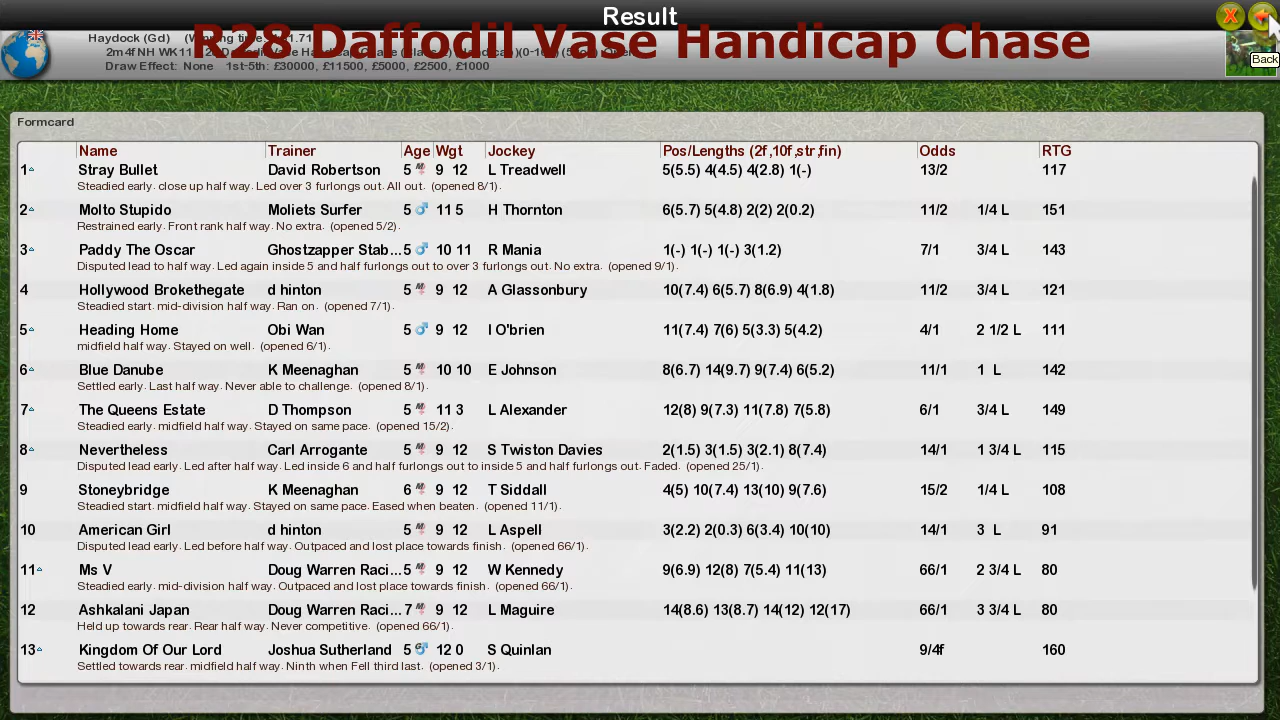 Result
X
R28 Daffodil Vase Handicap Chase
Haydock (Gd)
Draw Effect: None 1st-5th: £30000, £11500, £5000, £2500, £1000
Back
Formcard
Name Trainer Age Wgt Jockey Pos/Lengths (2f,10f,str,fin) Odds RTG
1 Stray Bullet David Robertson 5 9 12 L Treadwell 5(5.5) 4(4.5) 4(2.8) 1(-) 13/2 117
Steadied early. close up half way. Led over 3 furlongs out. All out. (opened 8/1).
2 Molto Stupido Moliets Surfer 5 11 5 H Thornton 6(5.7) 5(4.8) 2(2) 2(0.2) 11/2 1/4 L 151
Restrained early. Front rank half way. No extra. (opened 5/2).
3 Paddy The Oscar Ghostzapper Stab... 5 10 11 R Mania 1(-) 1(-) 1(-) 3(1.2) 7/1 3/4 L 143
Disputed lead to half way. Led again inside 5 and half furlongs out to over 3 furlongs out. No extra. (opened 9/1).
4 Hollywood Brokethegate d hinton 5 9 12 A Glassonbury 10(7.4) 6(5.7) 8(6.9) 4(1.8) 11/2 3/4 L 121
Steadied start. mid-division half way. Ran on. (opened 7/1).
5 Heading Home Obi Wan 5 9 12 I O'brien 11(7.4) 7(6) 5(3.3) 5(4.2) 4/1 2 1/2 L 111
midfield half way. Stayed on well. (opened 6/1).
6 Blue Danube K Meenaghan 5 10 10 E Johnson 8(6.7) 14(9.7) 9(7.4) 6(5.2) 11/1 1 L 142
Settled early. Last half way. Never able to challenge. (opened 8/1).
7 The Queens Estate D Thompson 5 11 3 L Alexander 12(8) 9(7.3) 11(7.8) 7(5.8) 6/1 3/4 L 149
Steadied early. midfield half way. Stayed on same pace. (opened 15/2).
8 Nevertheless Carl Arrogante 5 9 12 S Twiston Davies 2(1.5) 3(1.5) 3(2.1) 8(7.4) 14/1 1 3/4 L 115
Disputed lead early. Led after half way. Led inside 6 and half furlongs out to inside 5 and half furlongs out. Faded. (opened 25/1).
9 Stoneybridge K Meenaghan 6 9 12 T Siddall 4(5) 10(7.4) 13(10) 9(7.6) 15/2 1/4 L 108
Steadied start. midfield half way. Stayed on same pace. Eased when beaten. (opened 11/1).
10 American Girl d hinton 5 9 12 L Aspell 3(2.2) 2(0.3) 6(3.4) 10(10) 14/1 3 L 91
Disputed lead early. Led before half way. Outpaced and lost place towards finish. (opened 66/1).
11 Ms V Doug Warren Raci... 5 9 12 W Kennedy 9(6.9) 12(8) 7(5.4) 11(13) 66/1 2 3/4 L 80
Steadied early. mid-division half way. Outpaced and lost place towards finish. (opened 66/1).
12 Ashkalani Japan Doug Warren Raci... 7 9 12 L Maguire 14(8.6) 13(8.7) 14(12) 12(17) 66/1 3 3/4 L 80
Held up towards rear. Rear half way. Never competitive. (opened 66/1).
13 Kingdom Of Our Lord Joshua Sutherland 5 12 0 S Quinlan 9/4f 160
Settled towards rear. midfield half way. Ninth when Fell third last. (opened 3/1).